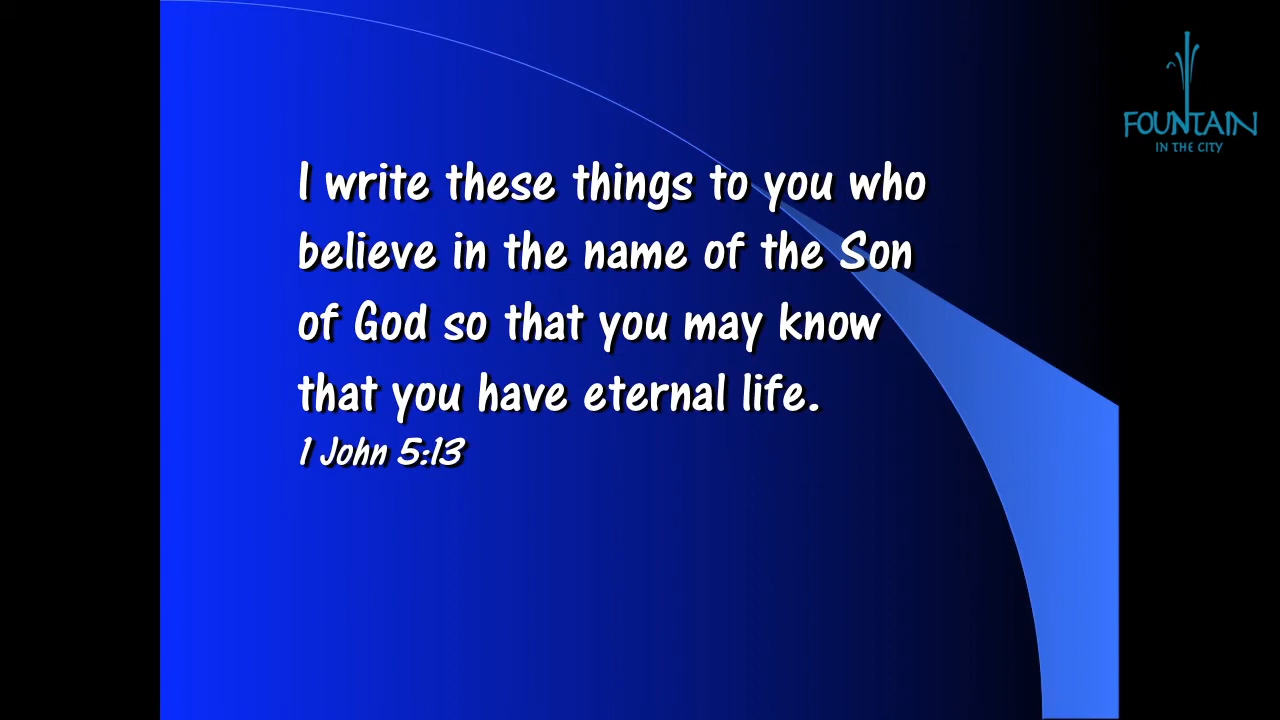 I write these things to you who
believe in the name of the Son
of God so that you may know
that you have eternal life.
1 John 5:13
FOUNTAIN
IN THE CITY